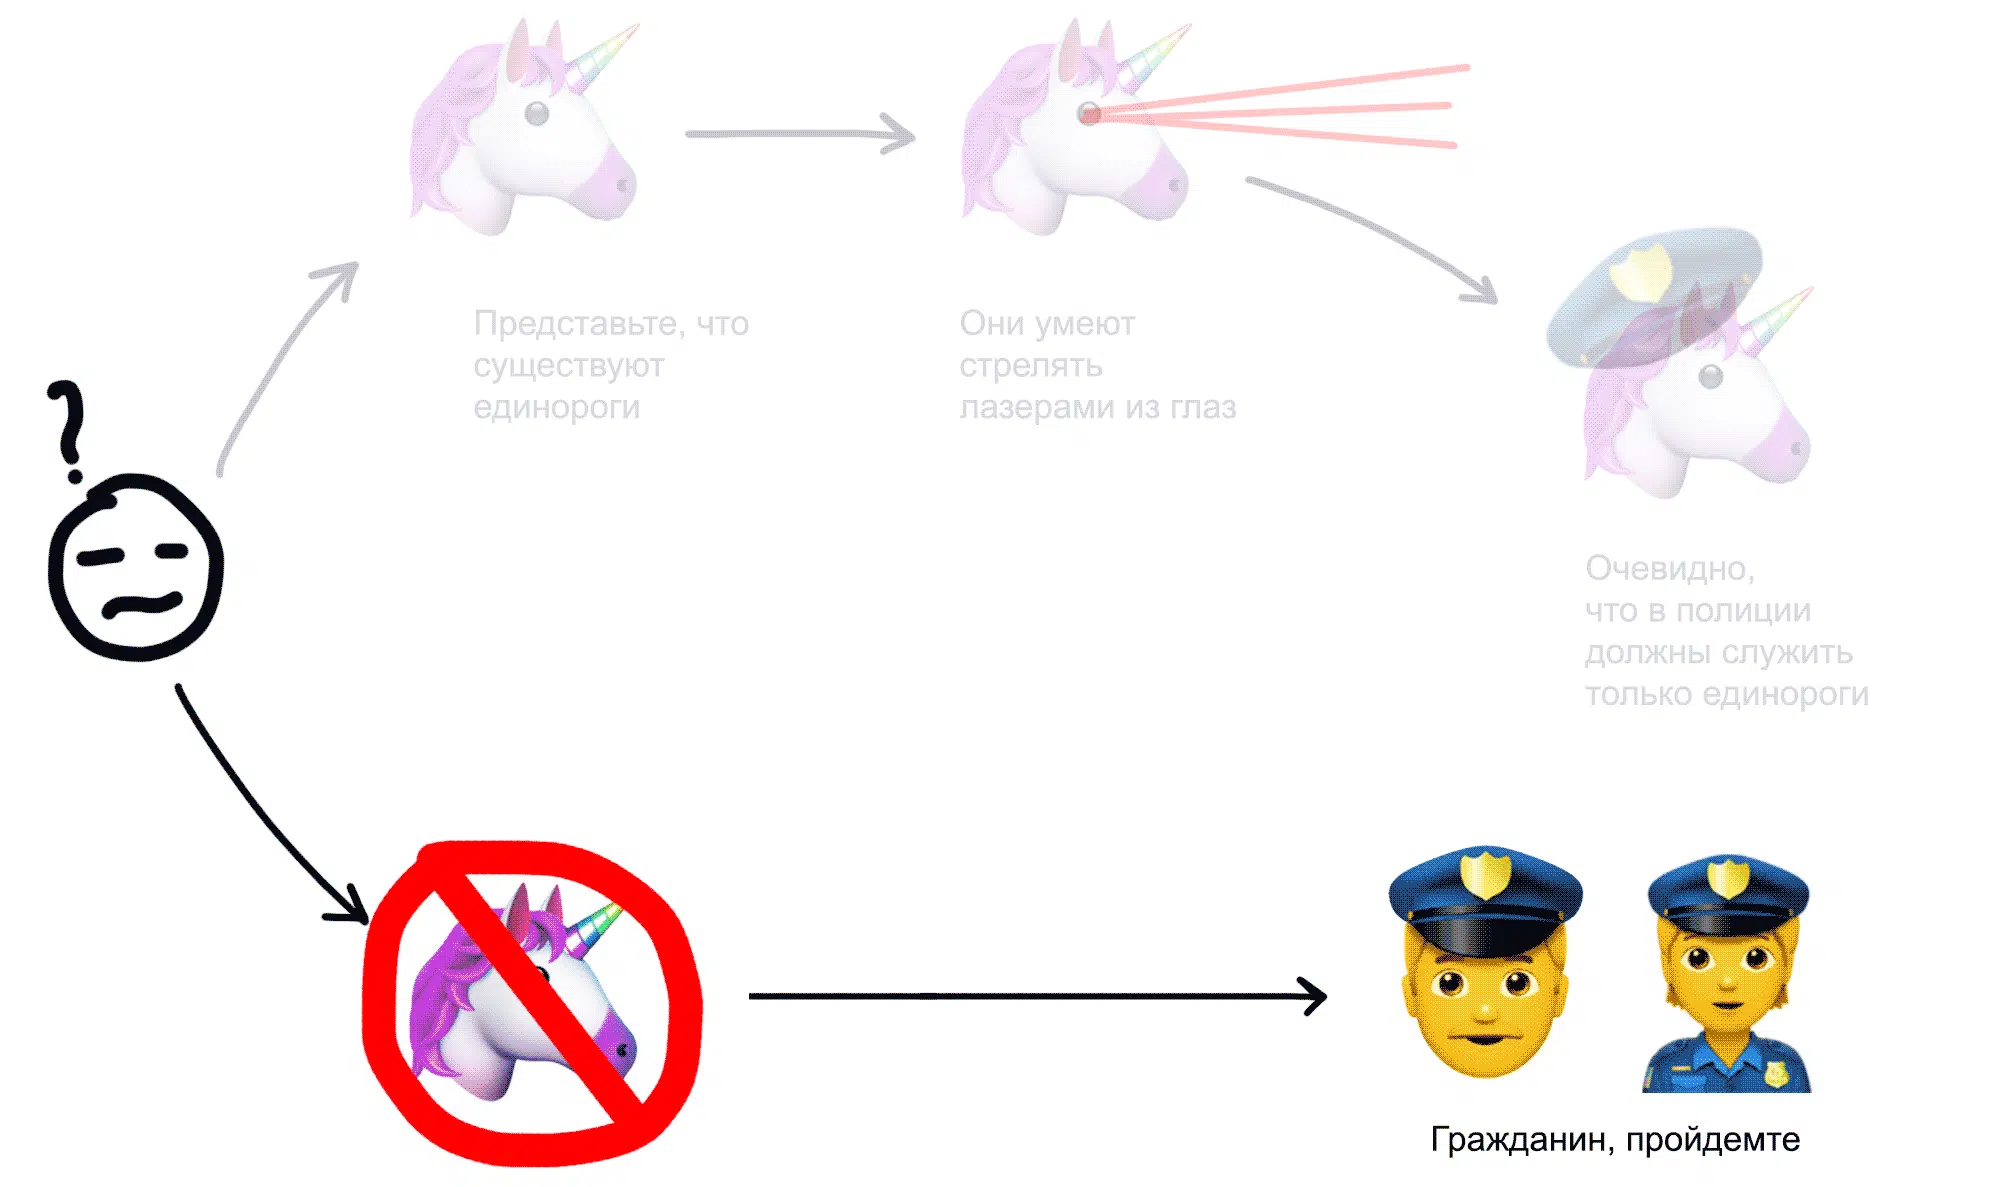 Представьте, что
существуют
единороги
Они умеют
стрелять
лазерами из глаз
Очевидно,
что в полиции
должны служить
только единороги
?
Гражданин, пройдемте